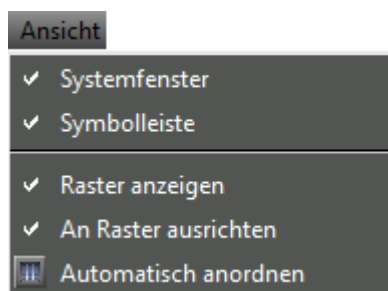 Ansicht
Systemfenster
Symbolleiste
Raster anzeigen
An Raster ausrichten
Automatisch anordnen